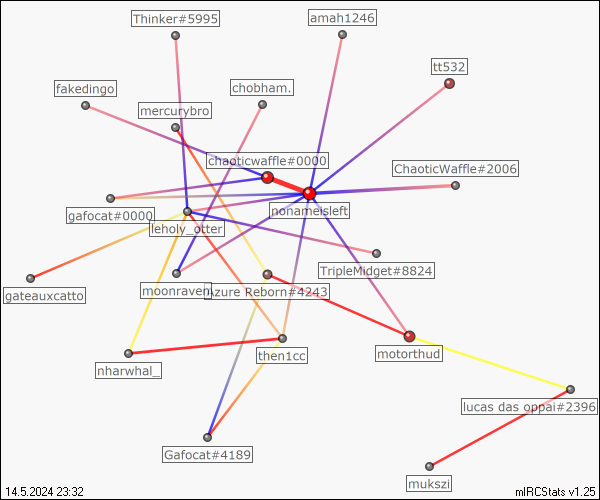 Thinker#5995
amah1246
tt532
fakedingo
chobham.
mercurybro
chaoticwaffle#0000
ChaoticWaffle#2006
gafocat#0000
nonameisleft
leholy_otter
TripleMidget#8824
gateauxcatto
moonraven.
Azure Reborn#4243
then1cc
motorthud
nharwhal_
lucas das oppai#2396
Gafocat#4189
mukszi
14.5.2024 23:32
mIRCStats v1.25